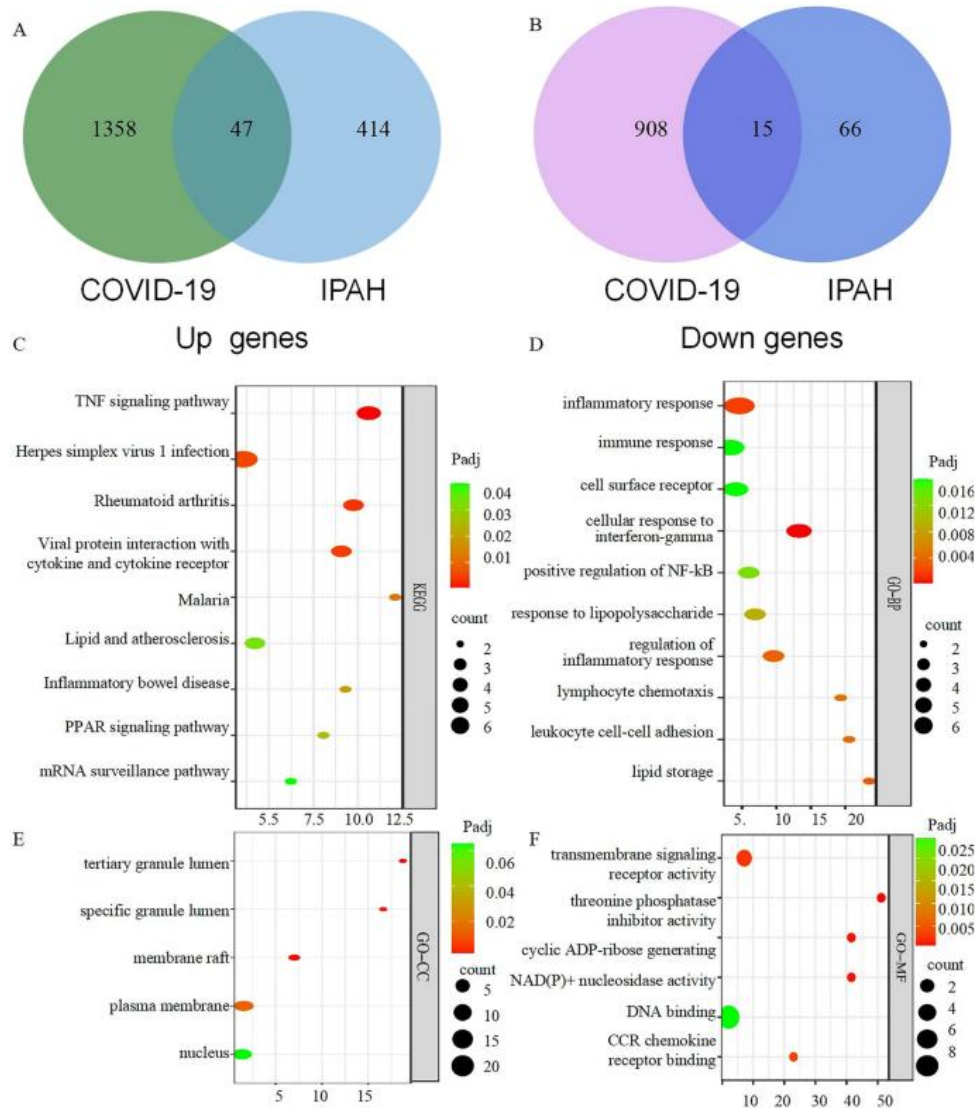 A
1358
47
414
COVID-19
IPAH
B
908
15
66
COVID-19
IPAH
Up genes
Down genes
C
TNF signaling pathway
Herpes simplex virus 1 infection
Rheumatoid arthritis
Viral protein interaction with
cytokine and cytokine receptor
Malaria
Lipid and atherosclerosis
Inflammatory bowel disease
PPAR signaling pathway
mRNA surveillance pathway
5.5
7.5
10.0
12.5
KEGG
Padj
0.04
0.03
0.02
0.01
count
2
3
4
5
6
D
inflammatory response
immune response
cell surface receptor
cellular response to
interferon-gamma
positive regulation of NF-kB
response to lipopolysaccharide
regulation of
inflammatory response
lymphocyte chemotaxis
leukocyte cell-cell adhesion
lipid storage
5.
10
15
20
GO-BP
Padj
0.016
0.012
0.008
0.004
count
2
3
4
5
6
E
tertiary granule lumen
specific granule lumen
membrane raft
plasma membrane
nucleus
5
10
15
GO-CC
Padj
0.06
0.04
0.02
count
5
10
15
20
F
transmembrane signaling
receptor activity
threonine phosphatase
inhibitor activity
cyclic ADP-ribose generating
NAD(P)+ nucleosidase activity
DNA binding
CCR chemokine
receptor binding
10
20
30
40
50
GO-MF
Padj
0.025
0.020
0.015
0.010
0.005
count
2
4
6
8